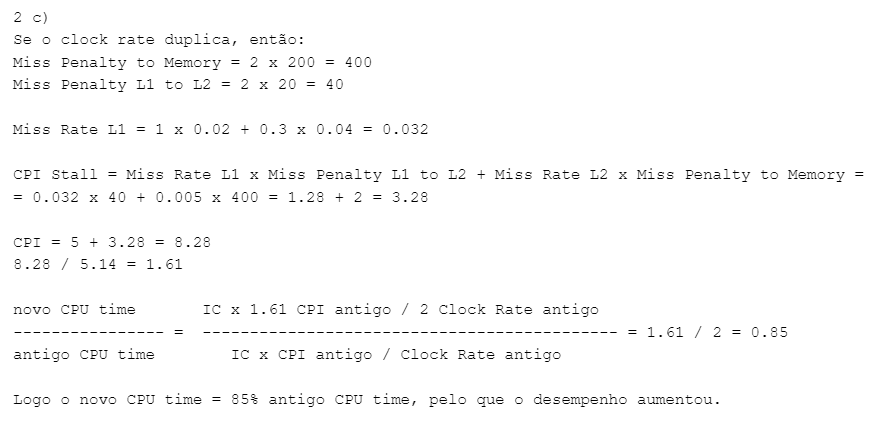 2 c)
Se o clock rate duplica, então:
Miss Penalty to Memory = 2 x 200 = 400
Miss Penalty L1 to L2 = 2 x 20 = 40
Miss Rate L1 = 1 x 0.02 + 0.3 x 0.04 = 0.032
CPI Stall = Miss Rate L1 x Miss Penalty L1 to L2 + Miss Rate L2 x Miss Penalty to Memory =
= 0.032 x 40 + 0.005 x 400 = 1.28 + 2 = 3.28
CPI = 5 + 3.28 = 8.28
8.28 / 5.14 = 1.61
novo CPU time IC x 1.61 CPI antigo / 2 Clock Rate antigo
---------------- = -------------------------------------------- = 1.61 / 2 = 0.85
antigo CPU time IC x CPI antigo / Clock Rate antigo
Logo o novo CPU time = 85% antigo CPU time, pelo que o desempenho aumentou.